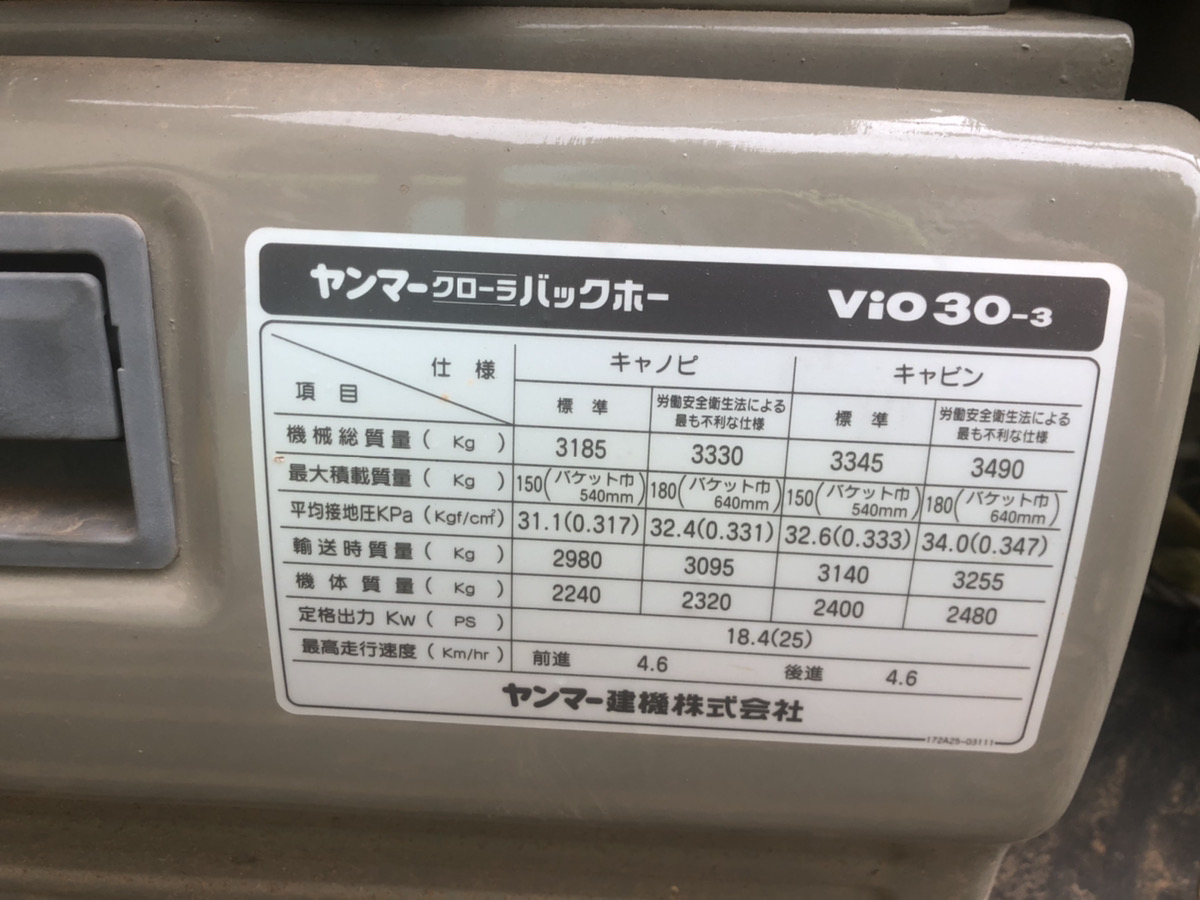 ヤンマークローラバックホー ViO30-3
仕様 キャノピ キャビン
項目 標準 労働安全衛生法による最も不利な仕様 標準 労働安全衛生法による最も不利な仕様
機械総質量( Kg ) 3185 3330 3345 3490
最大積載質量( Kg ) 150(バケット巾540mm) 180(バケット巾640mm) 150(バケット巾540mm) 180(バケット巾640mm)
平均接地圧KPa(Kgf/c㎡) 31.1(0.317) 32.4(0.331) 32.6(0.333) 34.0(0.347)
輸送時質量( Kg ) 2980 3095 3140 3255
機体質量( Kg ) 2240 2320 2400 2480
定格出力 Kw( PS ) 18.4(25)
最高走行速度( Km/hr ) 前進 4.6 後進 4.6
ヤンマー建機株式会社
172A25-03111